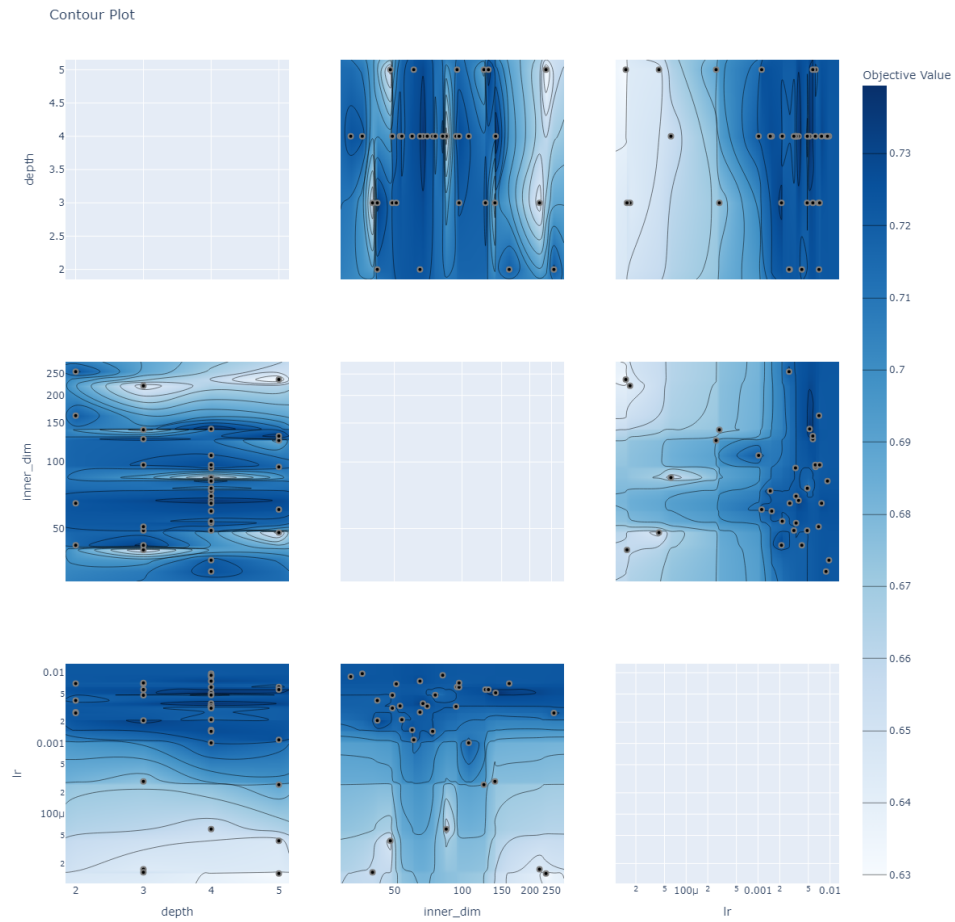 Contour Plot
5
4.5
4
3.5
3
2.5
2
depth
Objective Value
0.73
0.72
0.71
0.7
0.69
0.68
0.67
0.66
0.65
0.64
0.63
250
200
150
100
50
inner_dim
0.01
5
2
0.001
5
2
100μ
5
2
lr
2 3 4 5
50 100 150 200 250
2 5 100μ 2 5 0.001 2 5 0.01
depth
inner_dim
lr